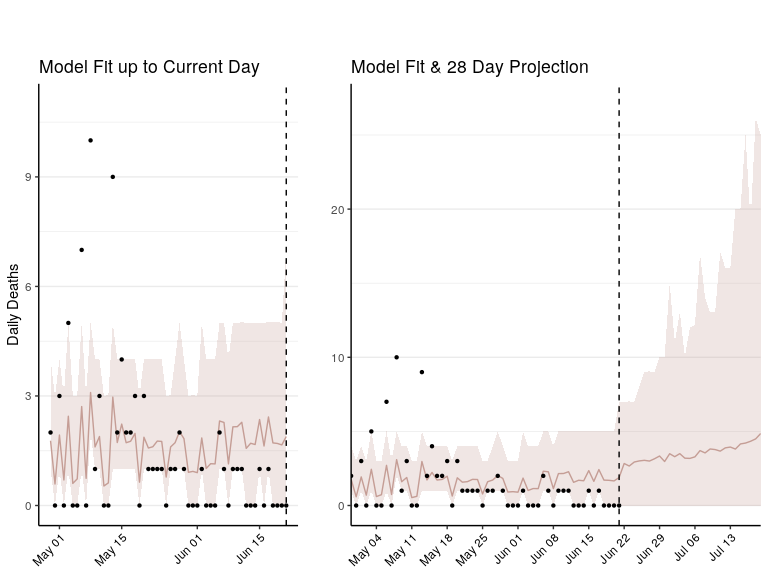 Model Fit up to Current Day
Daily Deaths
9
6
3
0
May 01
May 15
Jun 01
Jun 15
Model Fit & 28 Day Projection
20
10
0
May 04
May 11
May 18
May 25
Jun 01
Jun 08
Jun 15
Jun 22
Jun 29
Jul 06
Jul 13